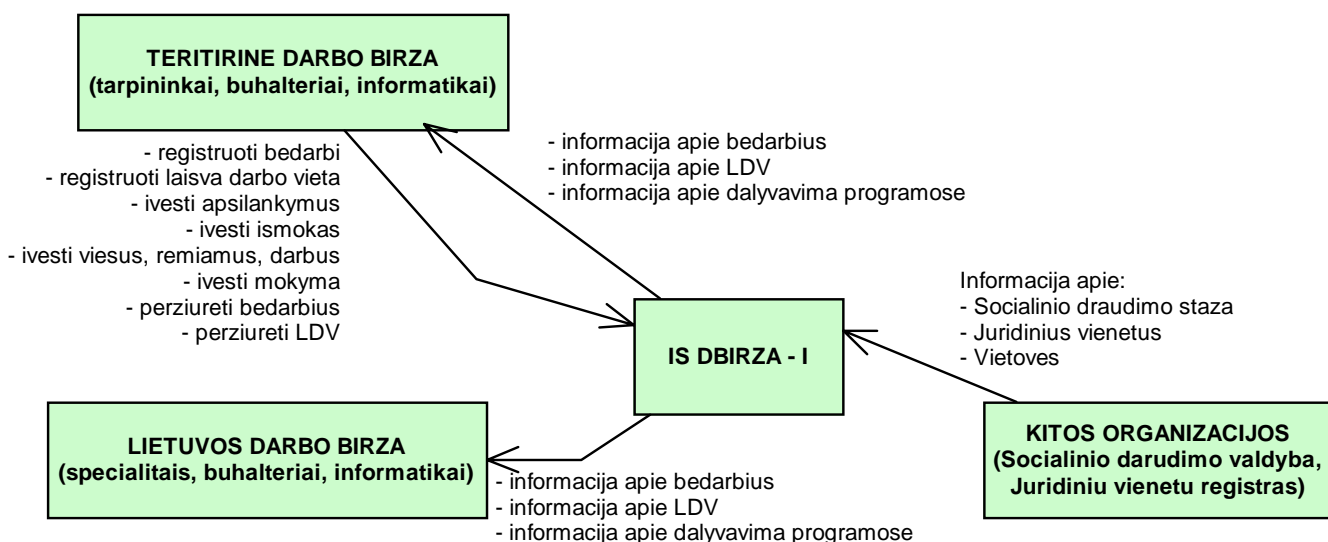 TERITIRINE DARBO BIRZA
(tarpininkai, buhalteriai, informatikai)
- registruoti bedarbi
- registruoti laisva darbo vieta
- ivesti apsilankymus
- ivesti ismokas
- ivesti viesus, remiamus, darbus
- ivesti mokyma
- perziureti bedarbius
- perziureti LDV
- informacija apie bedarbius
- informacija apie LDV
- informacija apie dalyvavima programose
IS DBIRZA - I
Informacija apie:
- Socialinio draudimo staza
- Juridinius vienetus
- Vietoves
LIETUVOS DARBO BIRZA
(specialitais, buhalteriai, informatikai)
- informacija apie bedarbius
- informacija apie LDV
- informacija apie dalyvavima programose
KITOS ORGANIZACIJOS
(Socialinio darudimo valdyba,
Juridiniu vienetu registras)